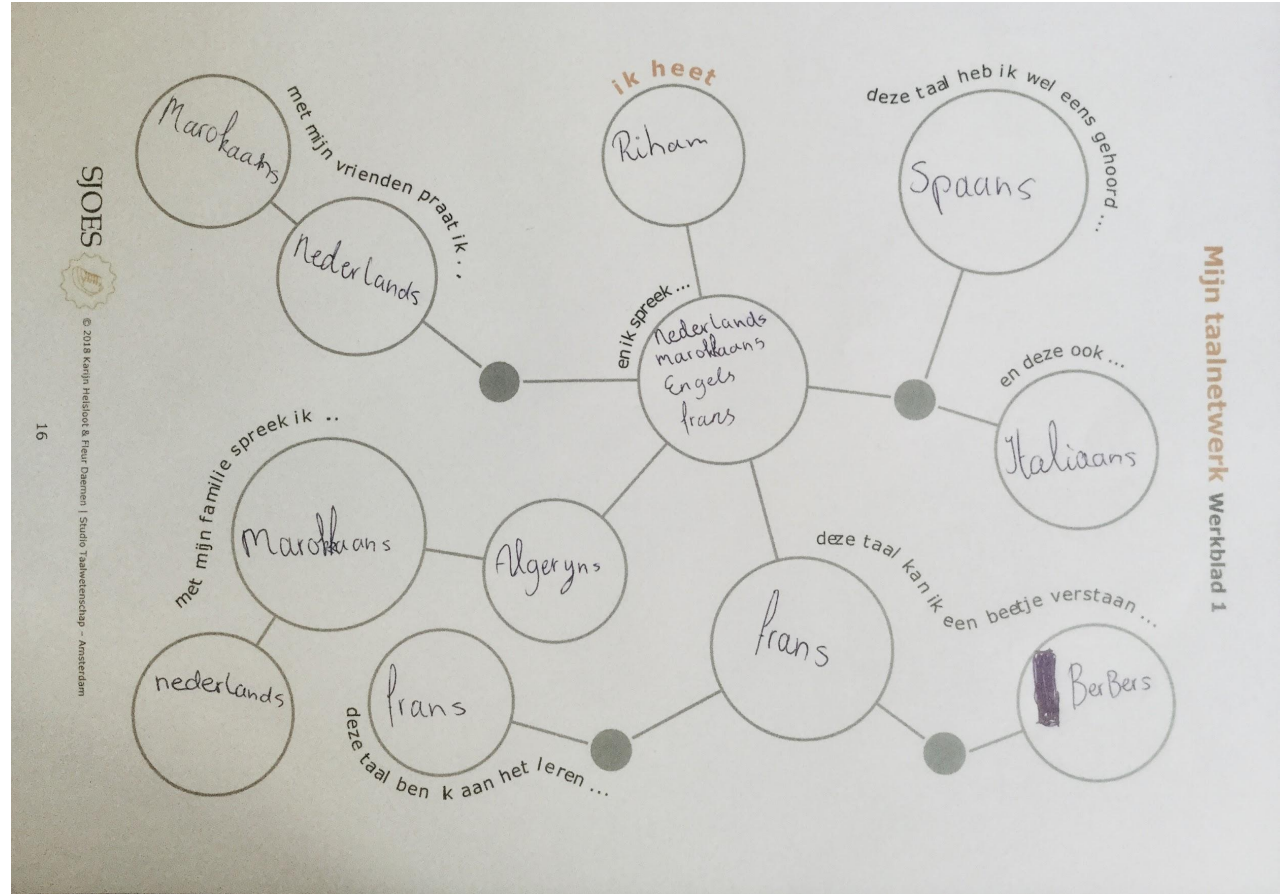 Mijn taalnetwerk Werkblad 1
ik heet
Riham
en ik spreek ...
nederlands
marokkaans
Engels
frans
deze taal heb ik wel eens gehoord ...
Spaans
en deze ook ...
Italiaans
met mijn vrienden praat ik . .
Marokaans
nederlands
met mijn familie spreek ik ..
Marokkaans
Algeryns
nederlands
deze taal kan ik een beetje verstaan ...
frans
BerBers
deze taal ben k aan het leren ...
frans
SJOES © 2018 Karijn Helsloot & Fleur Daemen | Studio Taalwetenschap – Amsterdam
16